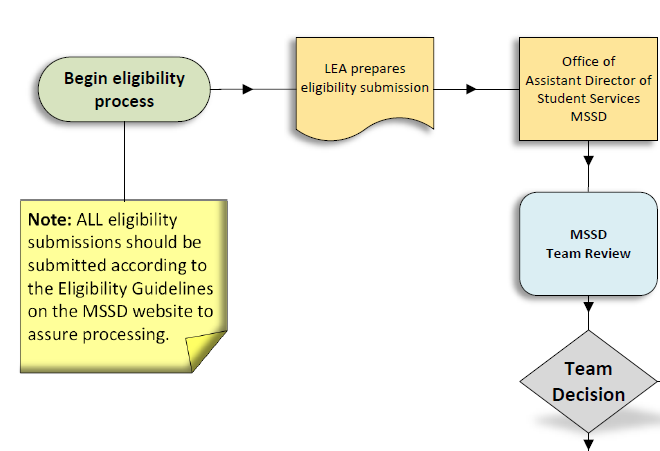 Begin eligibility
process
LEA prepares
eligibility submission
Office of
Assistant Director of
Student Services
MSSD
Note: ALL eligibility
submissions should be
submitted according to
the Eligibility Guidelines
on the MSSD website to
assure processing.
MSSD
Team Review
Team
Decision